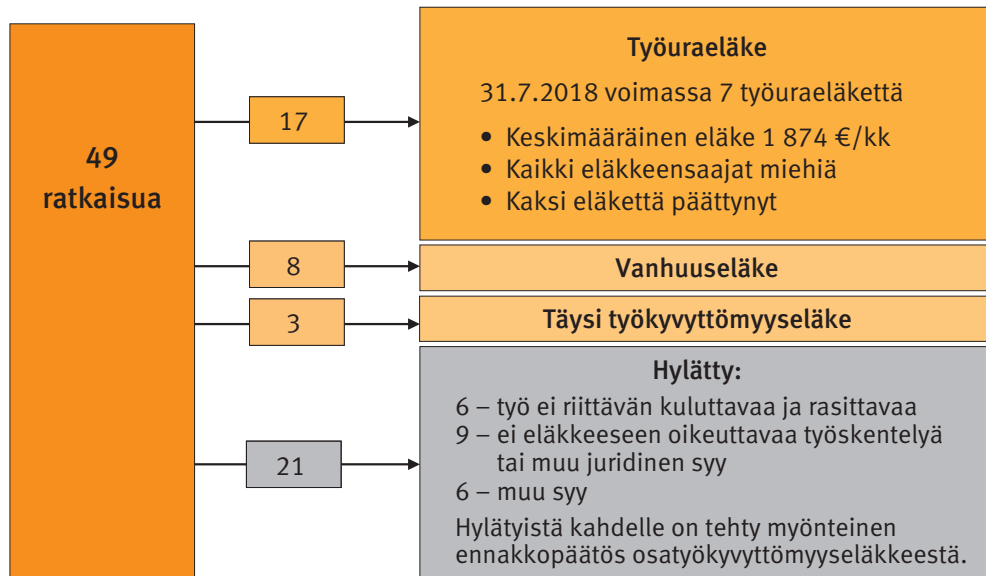 49
ratkaisua
17
Työuraeläke
31.7.2018 voimassa 7 työuraeläkettä
• Keskimääräinen eläke 1 874 €/kk
• Kaikki eläkkeensaajat miehiä
• Kaksi eläkettä päättynyt
8
Vanhuuseläke
3
Täysi työkyvyttömyyseläke
21
Hylätty:
6 – työ ei riittävän kuluttavaa ja rasittavaa
9 – ei eläkkeeseen oikeuttavaa työskentelyä
tai muu juridinen syy
6 – muu syy
Hylätyistä kahdelle on tehty myönteinen
ennakkopäätös osatyökyvyttömyyseläkkeestä.